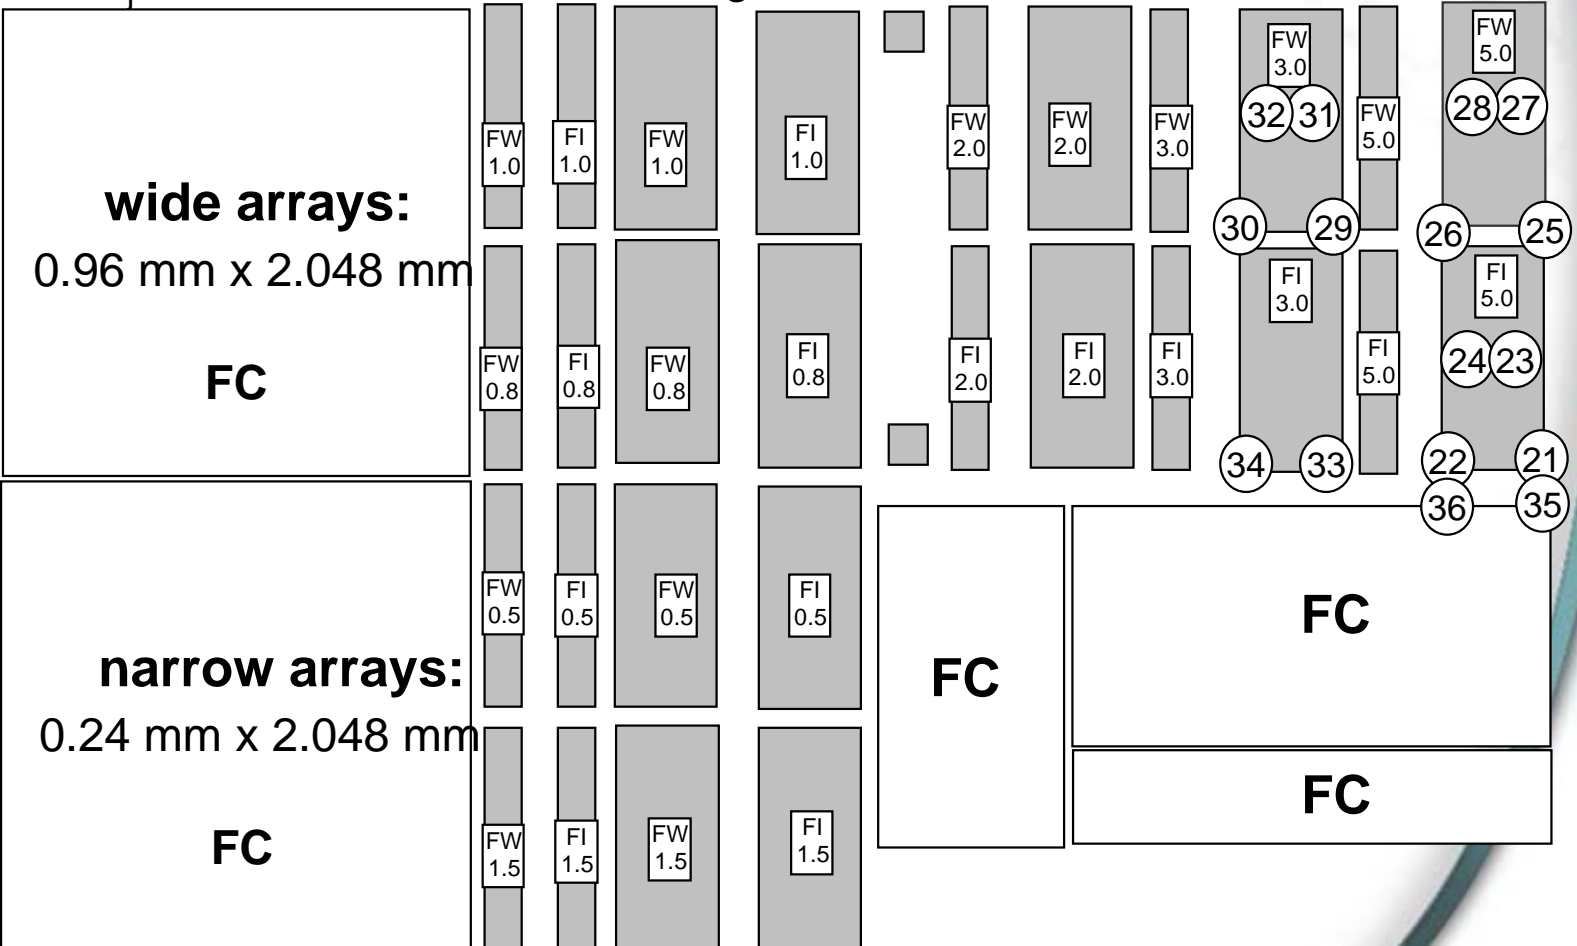 wide arrays:
0.96 mm x 2.048 mm
FC
narrow arrays:
0.24 mm x 2.048 mm
FC
FW
1.0
FI
1.0
FW
1.0
FI
1.0
FW
2.0
FW
2.0
FW
3.0
FW
3.0
32 31
30 29
FW
5.0
FW
5.0
28 27
26 25
FW
0.8
FI
0.8
FW
0.8
FI
0.8
FI
2.0
FI
2.0
FI
3.0
FI
3.0
34 33
FI
5.0
FI
5.0
24 23
22 21
36 35
FW
0.5
FI
0.5
FW
0.5
FI
0.5
FC
FC
FC
FW
1.5
FI
1.5
FW
1.5
FI
1.5